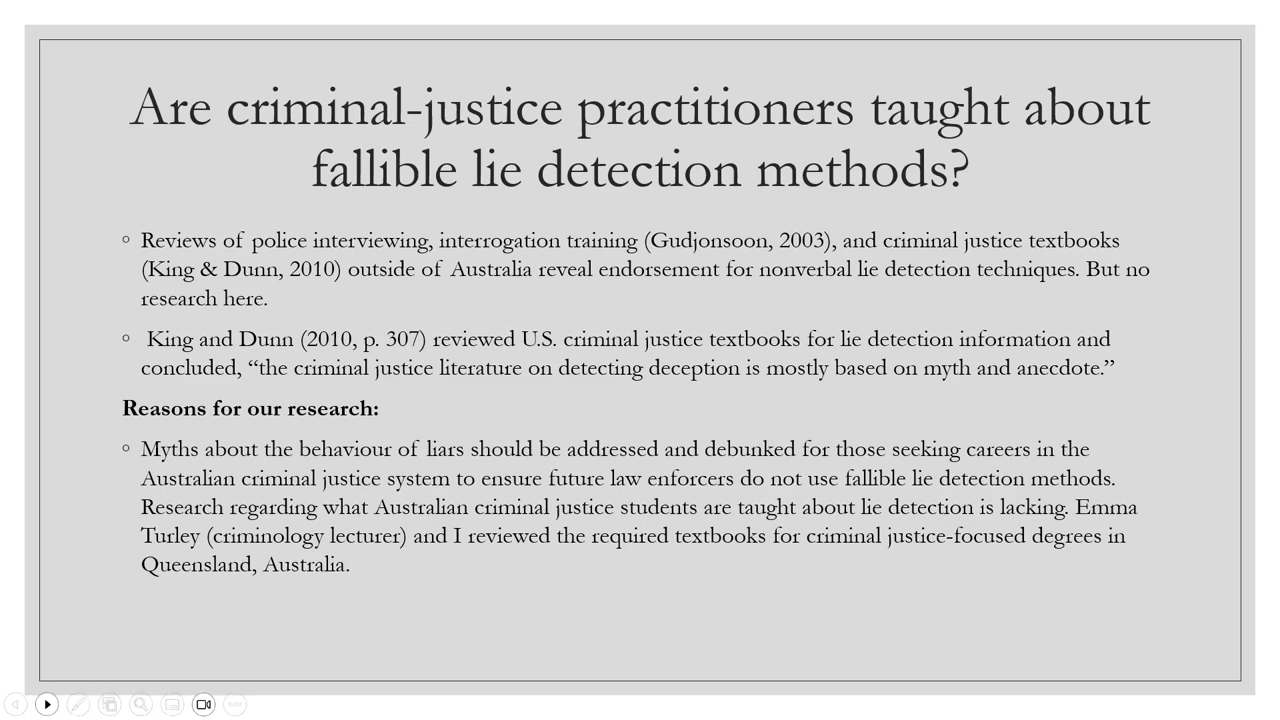 Are criminal-justice practitioners taught about
fallible lie detection methods?
◦ Reviews of police interviewing, interrogation training (Gudjonsoon, 2003), and criminal justice textbooks
(King & Dunn, 2010) outside of Australia reveal endorsement for nonverbal lie detection techniques. But no
research here.
◦ King and Dunn (2010, p. 307) reviewed U.S. criminal justice textbooks for lie detection information and
concluded, “the criminal justice literature on detecting deception is mostly based on myth and anecdote.”
Reasons for our research:
◦ Myths about the behaviour of liars should be addressed and debunked for those seeking careers in the
Australian criminal justice system to ensure future law enforcers do not use fallible lie detection methods.
Research regarding what Australian criminal justice students are taught about lie detection is lacking. Emma
Turley (criminology lecturer) and I reviewed the required textbooks for criminal justice-focused degrees in
Queensland, Australia.